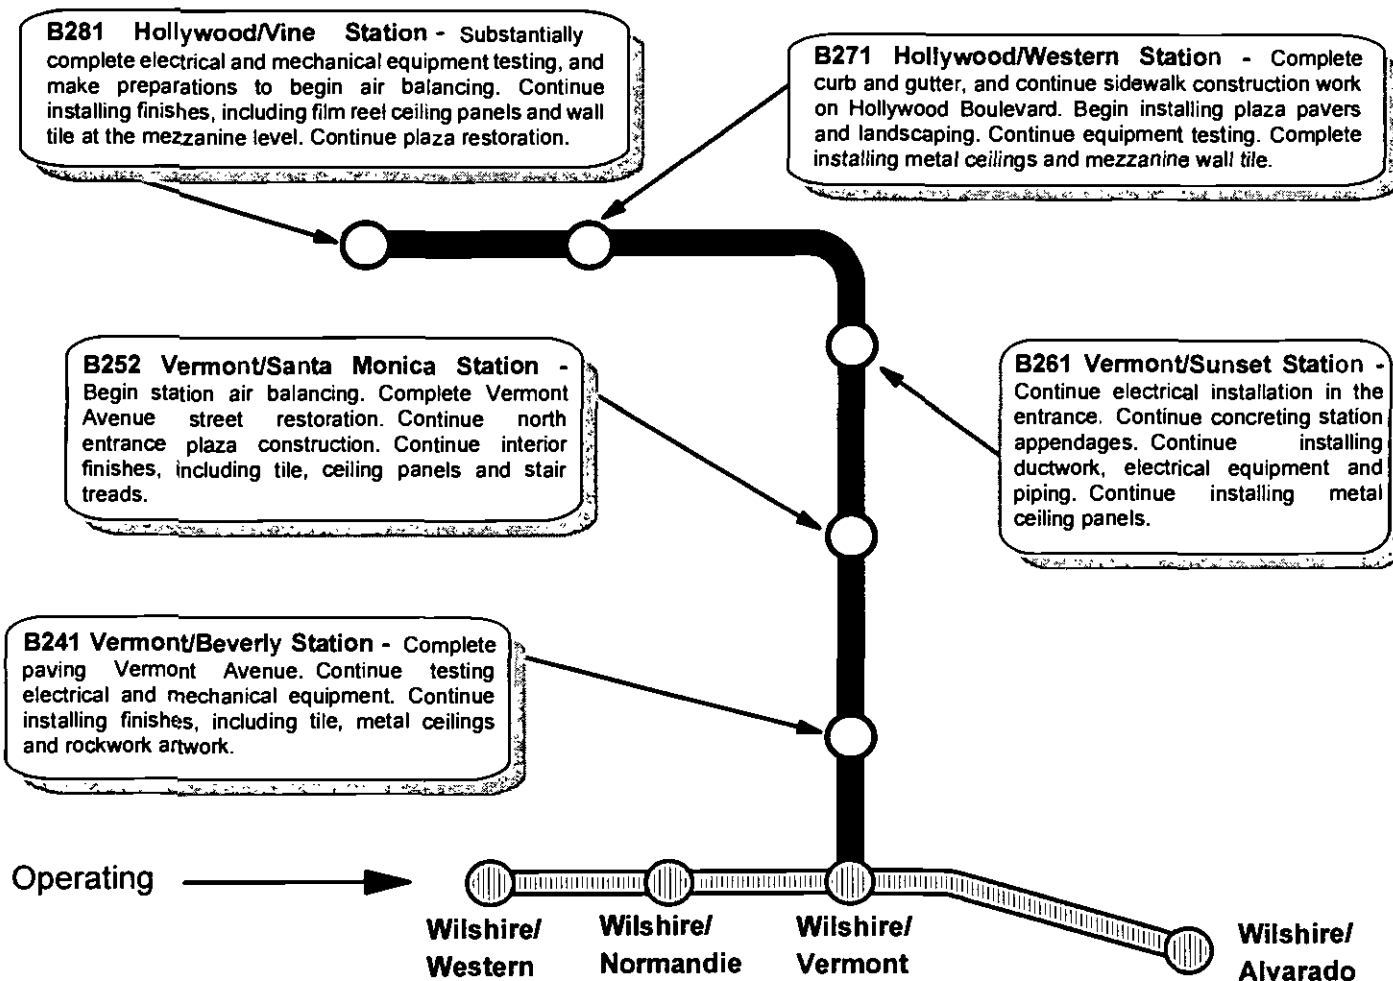 B281 Hollywood/Vine Station - Substantially
complete electrical and mechanical equipment testing, and
make preparations to begin air balancing. Continue
installing finishes, including film reel ceiling panels and wall
tile at the mezzanine level. Continue plaza restoration.
B271 Hollywood/Western Station - Complete
curb and gutter, and continue sidewalk construction work
on Hollywood Boulevard. Begin installing plaza pavers
and landscaping. Continue equipment testing. Complete
installing metal ceilings and mezzanine wall tile.
B252 Vermont/Santa Monica Station -
Begin station air balancing. Complete Vermont
Avenue street restoration. Continue north
entrance plaza construction. Continue interior
finishes, including tile, ceiling panels and stair
treads.
B261 Vermont/Sunset Station -
Continue electrical installation in the
entrance. Continue concreting station
appendages. Continue installing
ductwork, electrical equipment and
piping. Continue installing metal
ceiling panels.
B241 Vermont/Beverly Station - Complete
paving Vermont Avenue. Continue testing
electrical and mechanical equipment. Continue
installing finishes, including tile, metal ceilings
and rockwork artwork.
Operating
Wilshire/
Western
Wilshire/
Normandie
Wilshire/
Vermont
Wilshire/
Alvarado